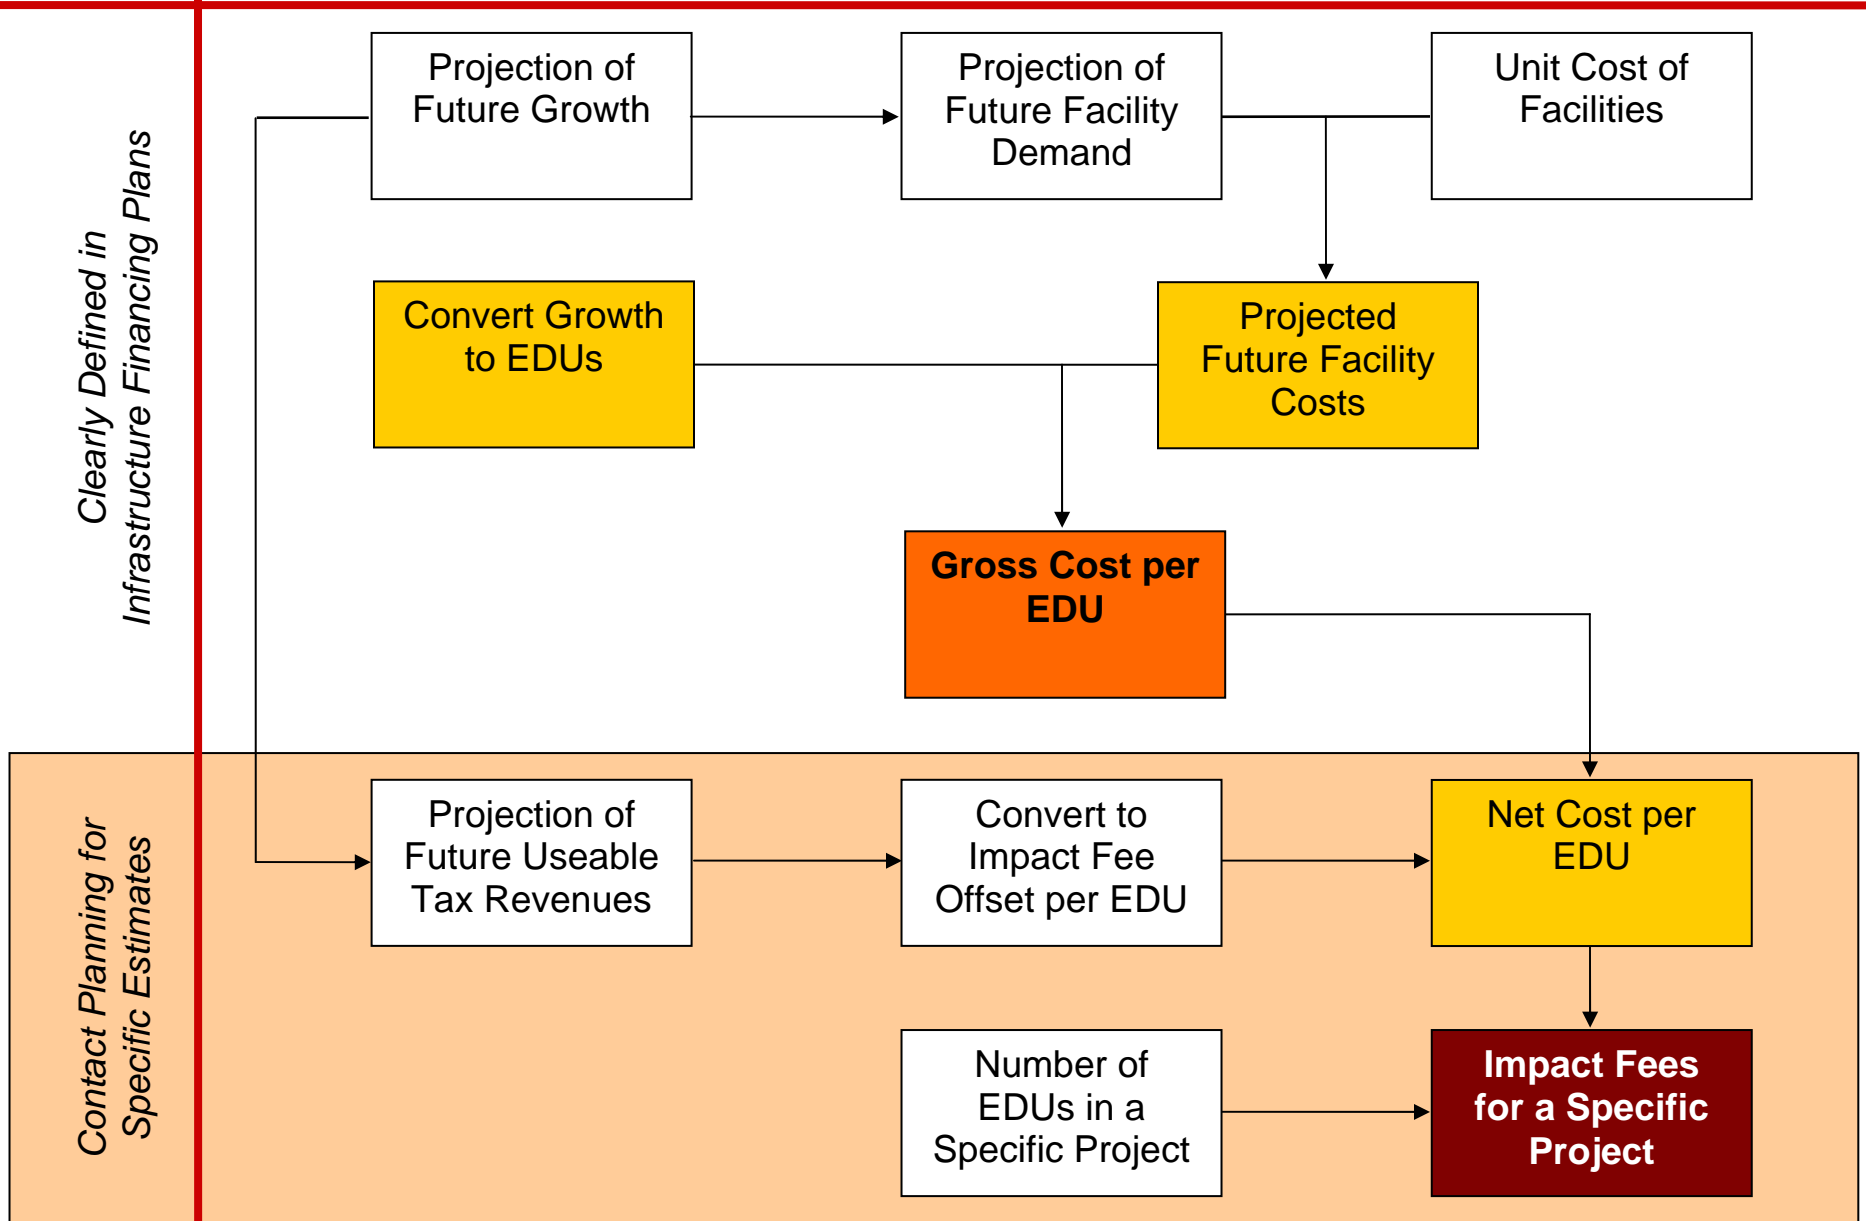 Clearly Defined in
Infrastructure Financing Plans
Projection of
Future Growth
Projection of
Future Facility
Demand
Unit Cost of
Facilities
Convert Growth
to EDUs
Projected
Future Facility
Costs
Gross Cost per
EDU
Contact Planning for
Specific Estimates
Projection of
Future Useable
Tax Revenues
Convert to
Impact Fee
Offset per EDU
Net Cost per
EDU
Number of
EDUs in a
Specific Project
Impact Fees
for a Specific
Project